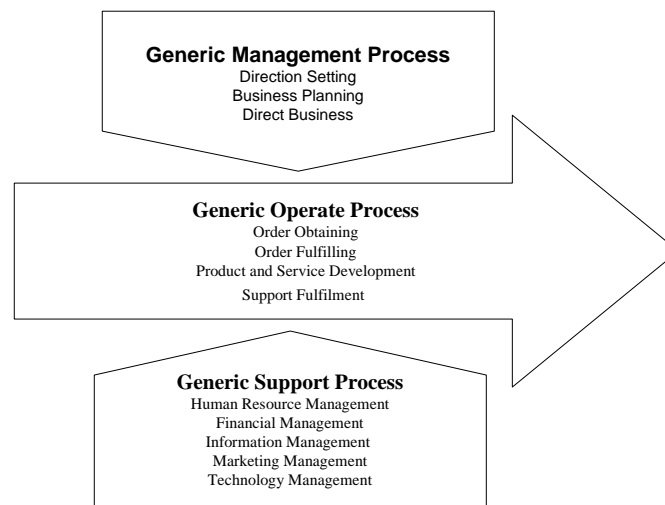 Generic Management Process
Direction Setting
Business Planning
Direct Business
Generic Operate Process
Order Obtaining
Order Fulfilling
Product and Service Development
Support Fulfilment
Generic Support Process
Human Resource Management
Financial Management
Information Management
Marketing Management
Technology Management